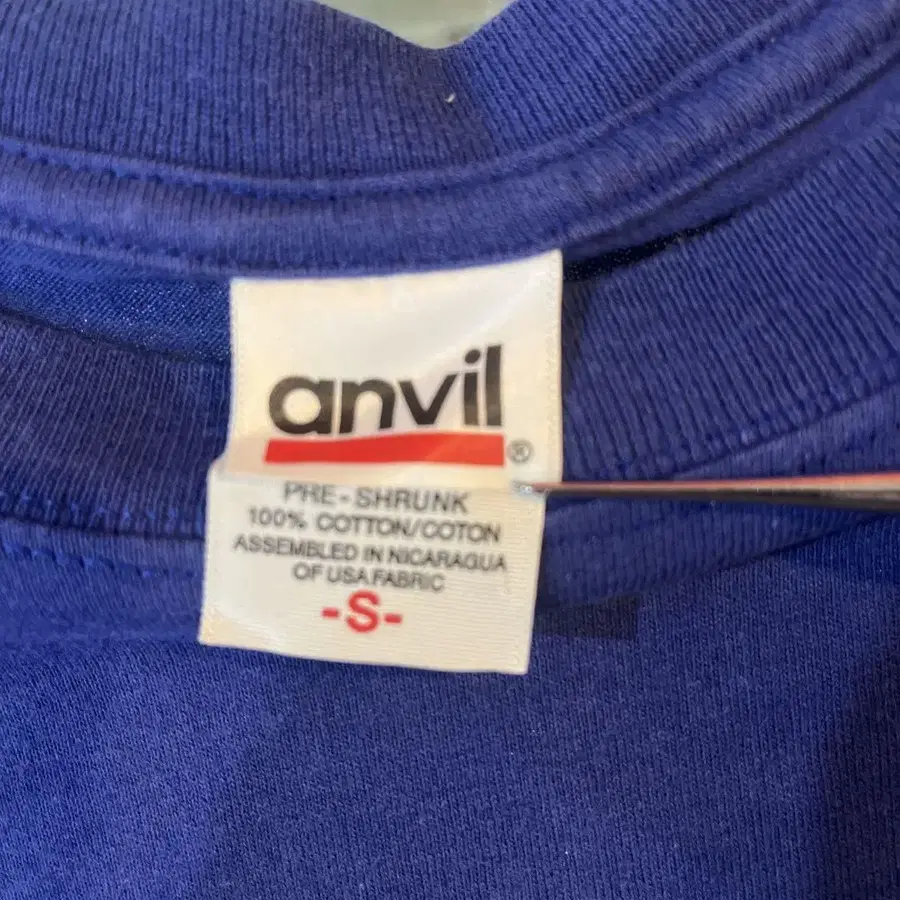 anvil®
PRE-SHRUNK
100% COTTON/COTON
ASSEMBLED IN NICARAGUA
OF USA FABRIC
-S-